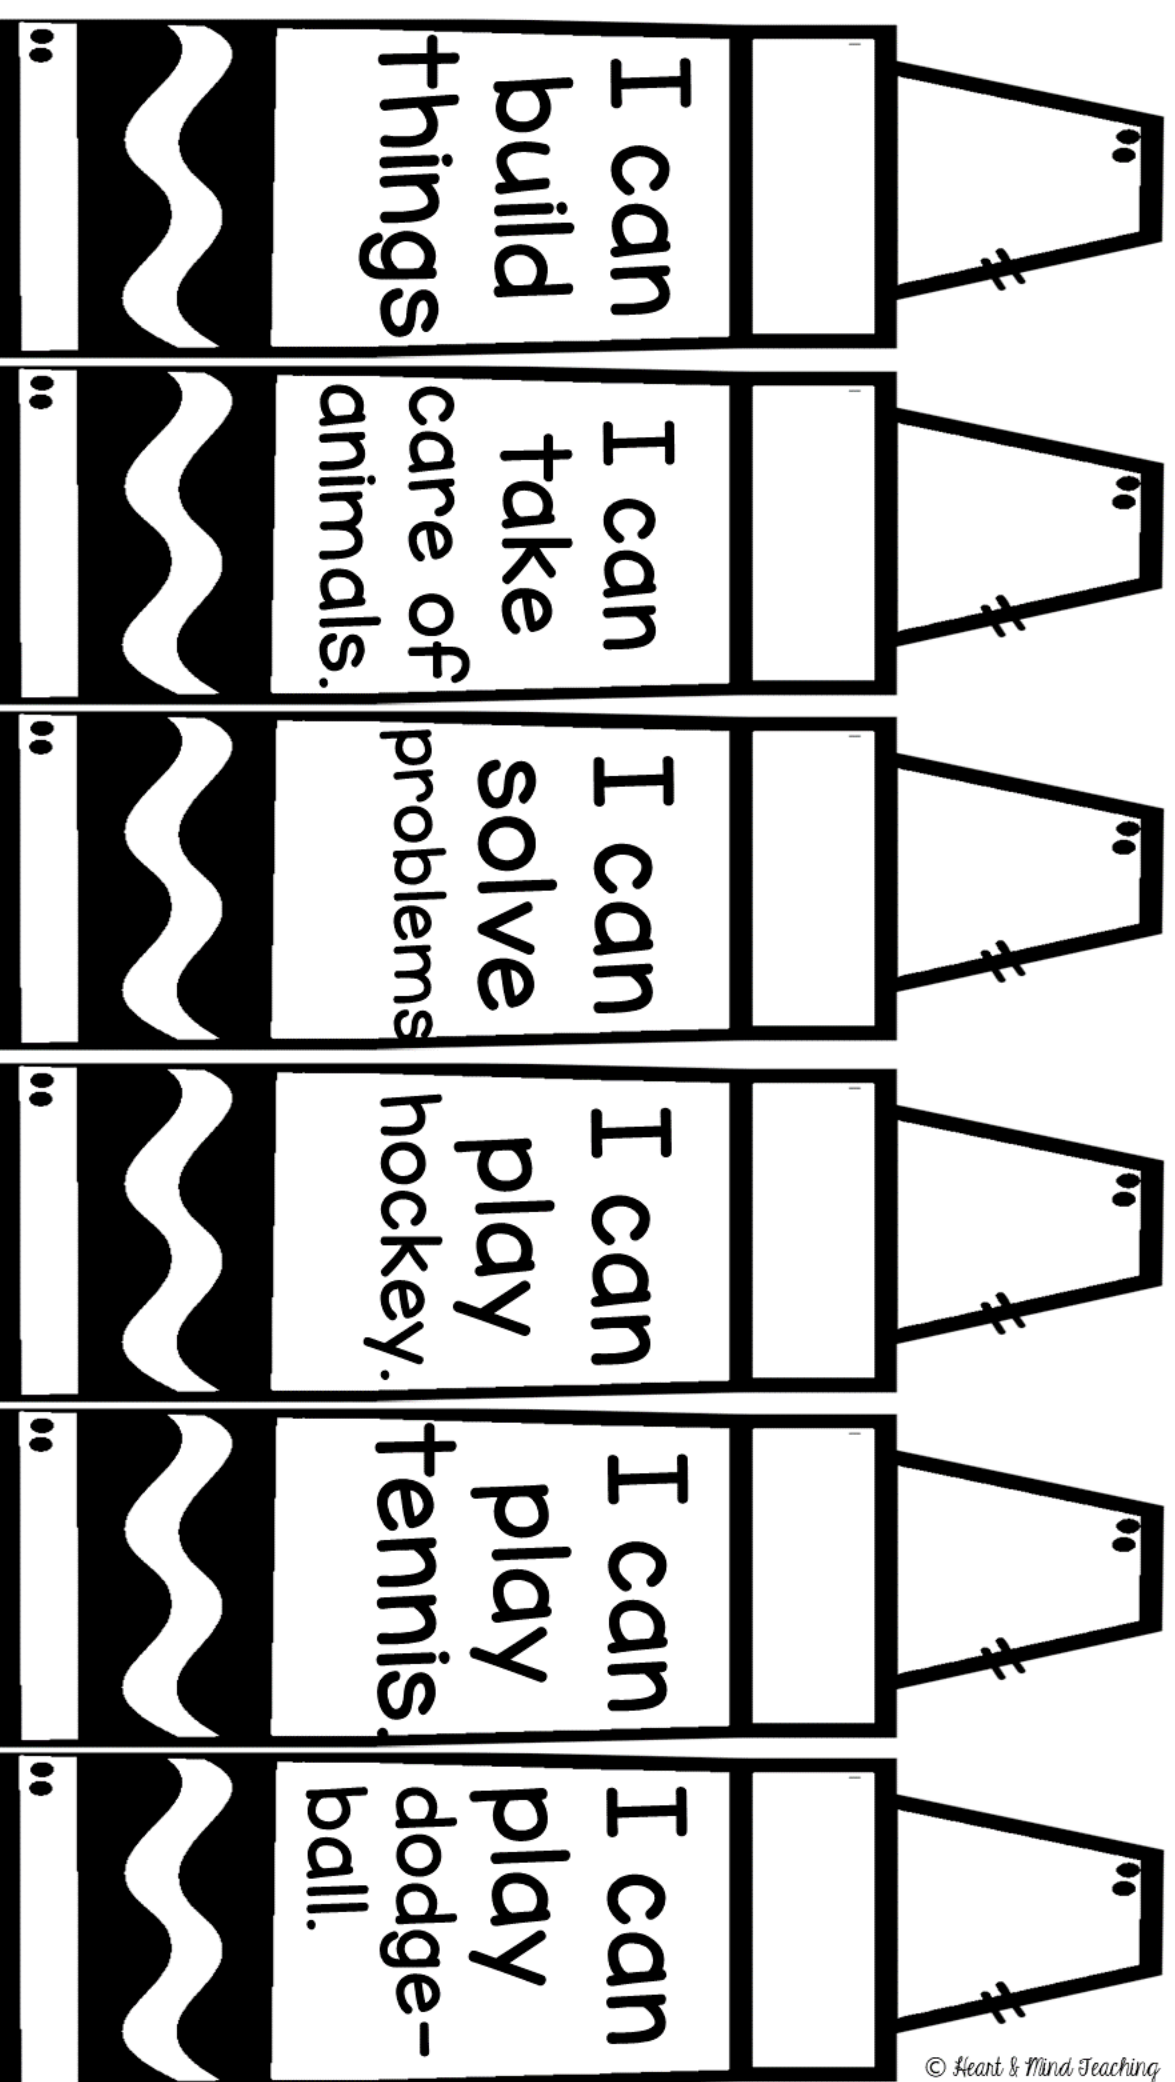 I can
build
things
I can
take
care of
animals.
I can
solve
problems
I can
play
hockey.
I can
play
tennis.
I can
play
dodge-
ball.
© Heart & Mind Teaching